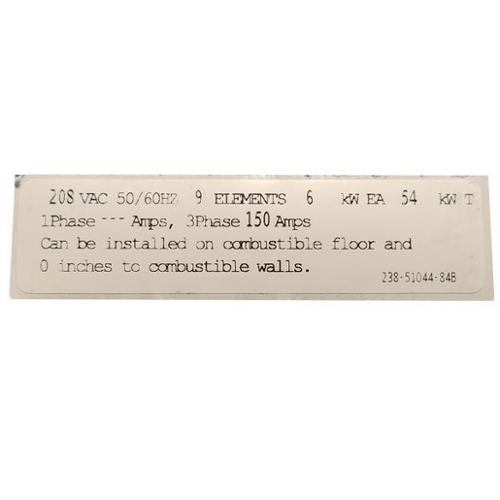 208 VAC 50/60HZ 9 ELEMENTS 6 kW EA 54 kW T
1Phase --- Amps, 3Phase 150 Amps
Can be installed on combustible floor and
0 inches to combustible walls.
238-51044-84B